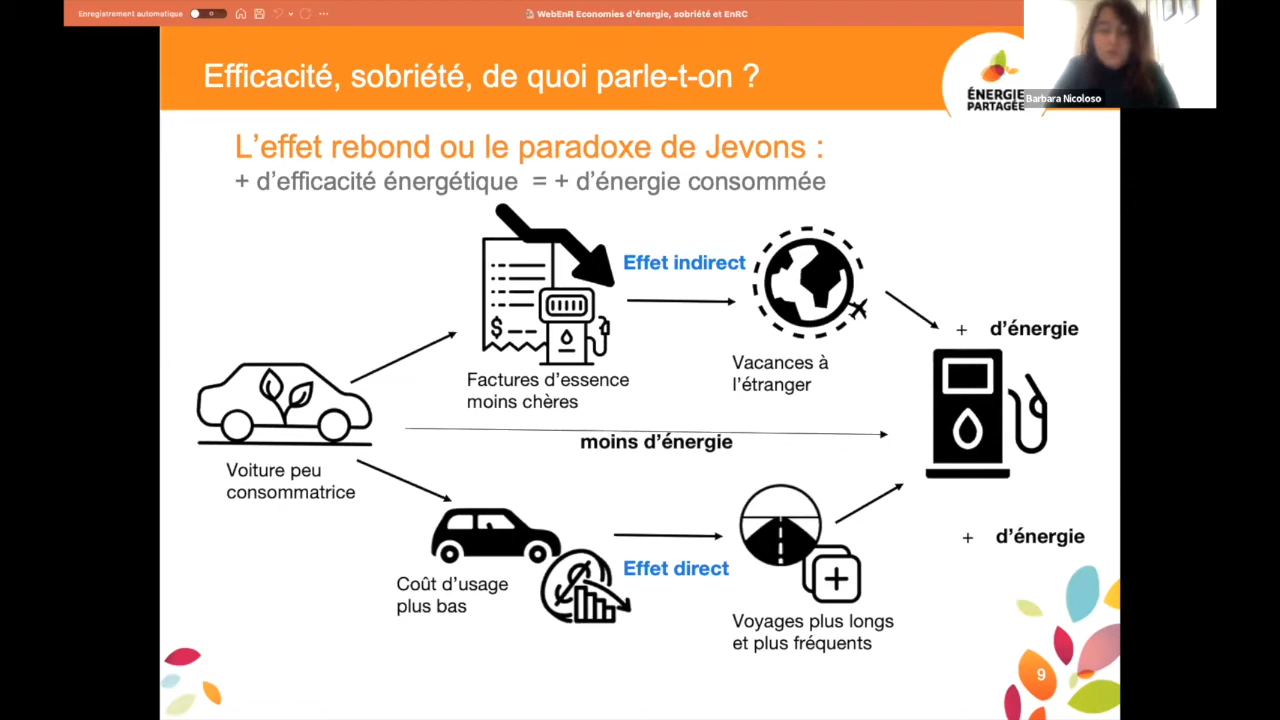 Enregistrement automatique
WebEnR Economies d'énergie, sobriété et EnRC
Efficacité, sobriété, de quoi parle-t-on ?
ÉNERGIE
PARTAGÉE
Barbara Nicoloso
L'effet rebond ou le paradoxe de Jevons :
+ d'efficacité énergétique = + d'énergie consommée
Effet indirect
$
+ d'énergie
Vacances à
l'étranger
Factures d'essence
moins chères
moins d'énergie
Voiture peu
consommatrice
+ d'énergie
Effet direct
Coût d'usage
plus bas
Voyages plus longs
et plus fréquents
9